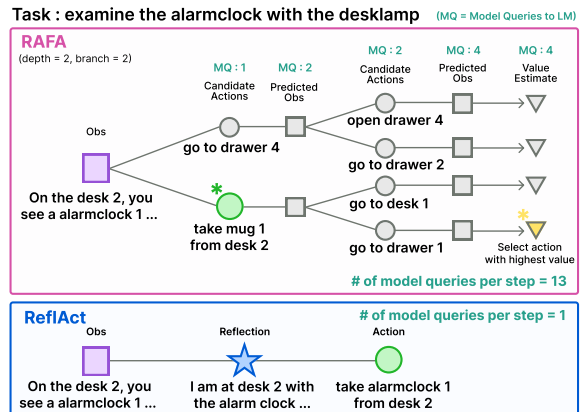 Task : examine the alarmclock with the desklamp (MQ = Model Queries to LM)
RAFA
(depth = 2, branch = 2)
MQ : 1
Candidate
Actions
MQ : 2
Predicted
Obs
MQ : 2
Candidate
Actions
MQ : 4
Predicted
Obs
MQ : 4
Value
Estimate
Obs
On the desk 2, you
see a alarmclock 1 ...
go to drawer 4
*
take mug 1
from desk 2
open drawer 4
go to drawer 2
go to desk 1
go to drawer 1
*
Select action
with highest value
# of model queries per step = 13
ReflAct
# of model queries per step = 1
Obs
Reflection
Action
On the desk 2, you
see a alarmclock 1 ...
I am at desk 2 with
the alarm clock ...
take alarmclock 1
from desk 2